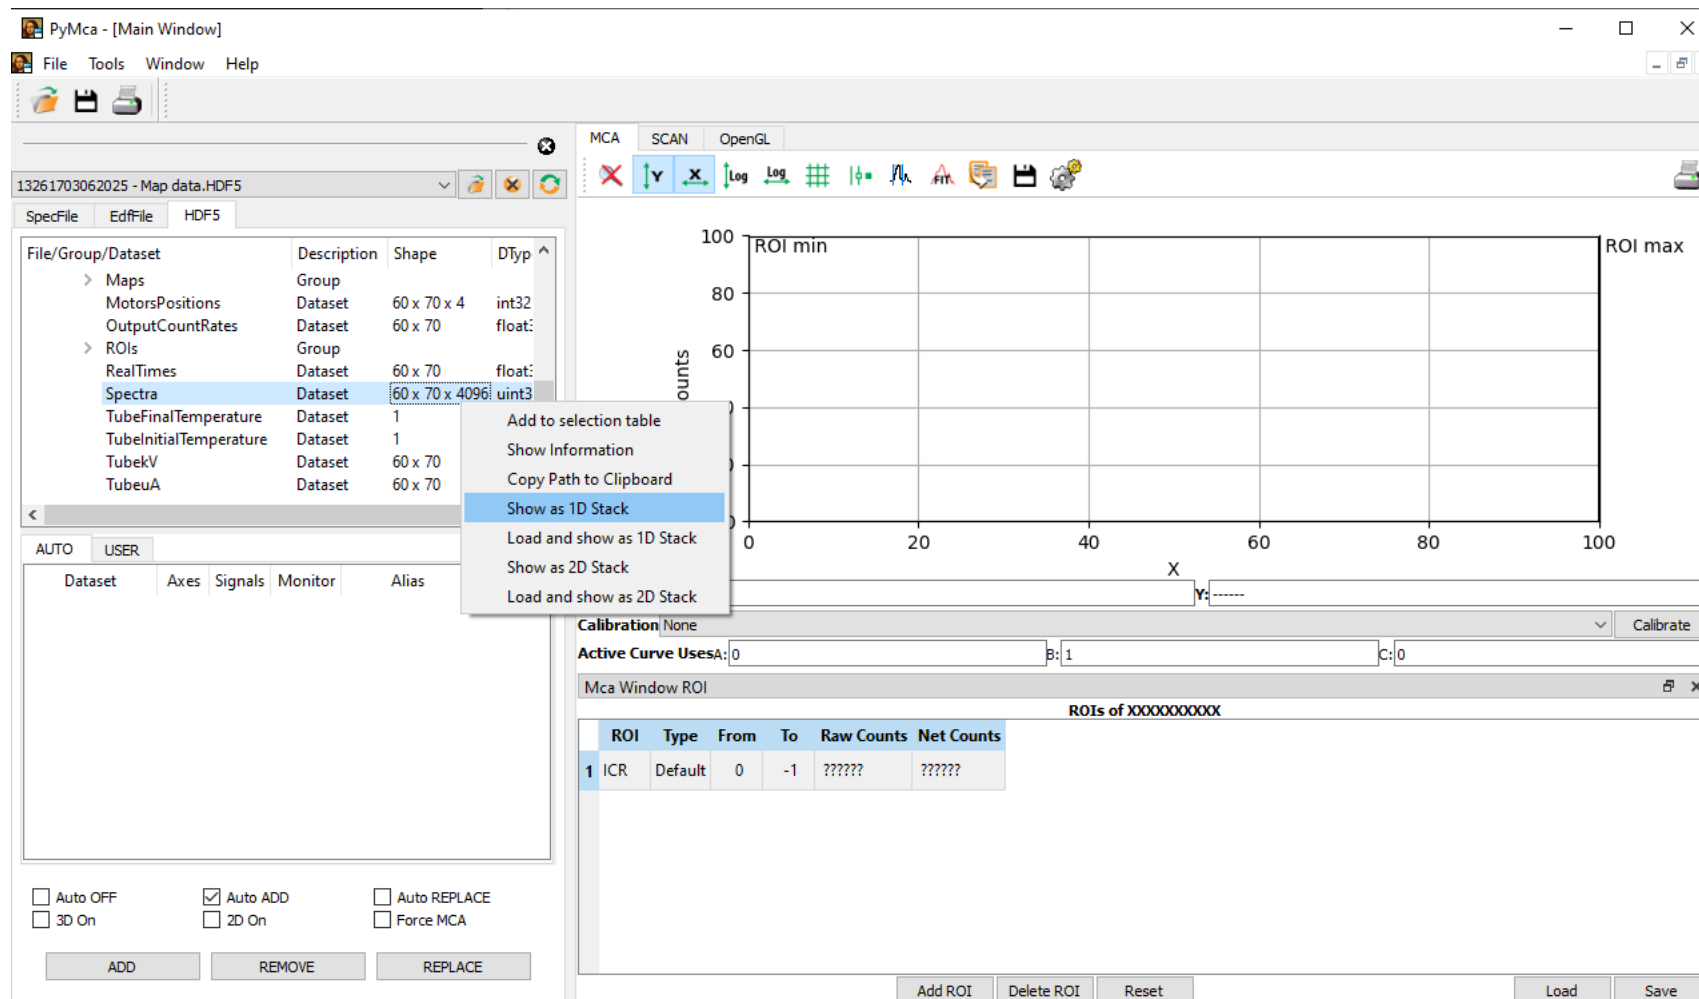 PyMca - [Main Window]
File Tools Window Help
13261703062025 - Map data.HDF5
SpecFile EdfFile HDF5
File/Group/Dataset Description Shape DTyp
Maps Group
MotorsPositions Dataset 60 x 70 x 4 int32
OutputCountRates Dataset 60 x 70 float3
ROIs Group
RealTimes Dataset 60 x 70 float3
Spectra Dataset 60 x 70 x 4096 uint3
TubeFinalTemperature Dataset 1
TubeInitialTemperature Dataset 1
TubekV Dataset 60 x 70
TubeuA Dataset 60 x 70
Add to selection table
Show Information
Copy Path to Clipboard
Show as 1D Stack
Load and show as 1D Stack
Show as 2D Stack
Load and show as 2D Stack
AUTO USER
Dataset Axes Signals Monitor Alias
Auto OFF Auto ADD Auto REPLACE
3D On 2D On Force MCA
ADD REMOVE REPLACE
MCA SCAN OpenGL
Y X Log Log FIT
ROI min ROI max
100
80
60
ounts
0 20 40 60 80 100
X
Y: ------
Calibration None Calibrate
Active Curve Uses A: 0 B: 1 C: 0
Mca Window ROI
ROIs of XXXXXXXXXX
ROI Type From To Raw Counts Net Counts
1 ICR Default 0 -1 ?????? ??????
Add ROI Delete ROI Reset Load Save